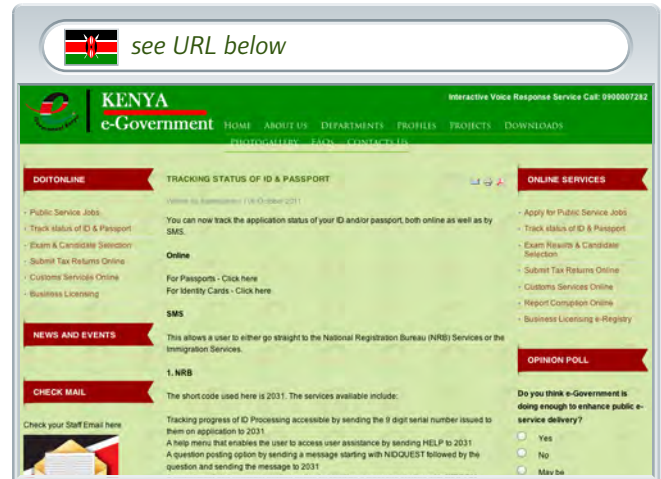 see URL below
KENYA
e-Government
Interactive Voice Response Service Call: 0900007282
HOME ABOUT US DEPARTMENTS PROFILES PROJECTS DOWNLOADS
PHOTOGALLERY FAQS CONTACTS US
DOITONLINE
- Public Service Jobs
- Track status of ID & Passport
- Exam & Candidate Selection
- Submit Tax Returns Online
- Customs Services Online
- Business Licensing
NEWS AND EVENTS
CHECK MAIL
Check your Staff Email here
TRACKING STATUS OF ID & PASSPORT
06 October 2011
You can now track the application status of your ID and/or passport, both online as well as by
SMS.
Online
For Passports - Click here
For Identity Cards - Click here
SMS
This allows a user to either go straight to the National Registration Bureau (NRB) Services or the
Immigration Services.
1. NRB
The short code used here is 2031. The services available include:
Tracking progress of ID Processing accessible by sending the 9 digit serial number issued to
them on application to 2031
A help menu that enables the user to access user assistance by sending HELP to 2031
A question posting option by sending a message starting with NIDQUEST followed by the
question and sending the message to 2031
ONLINE SERVICES
- Apply for Public Service Jobs
- Track status of ID & Passport
- Exam Results & Candidate
Selection
- Submit Tax Returns Online
- Customs Services Online
- Report Corruption Online
- Business Licensing e-Registry
OPINION POLL
Do you think e-Government is
doing enough to enhance public e-
service delivery?
Yes
No
May be